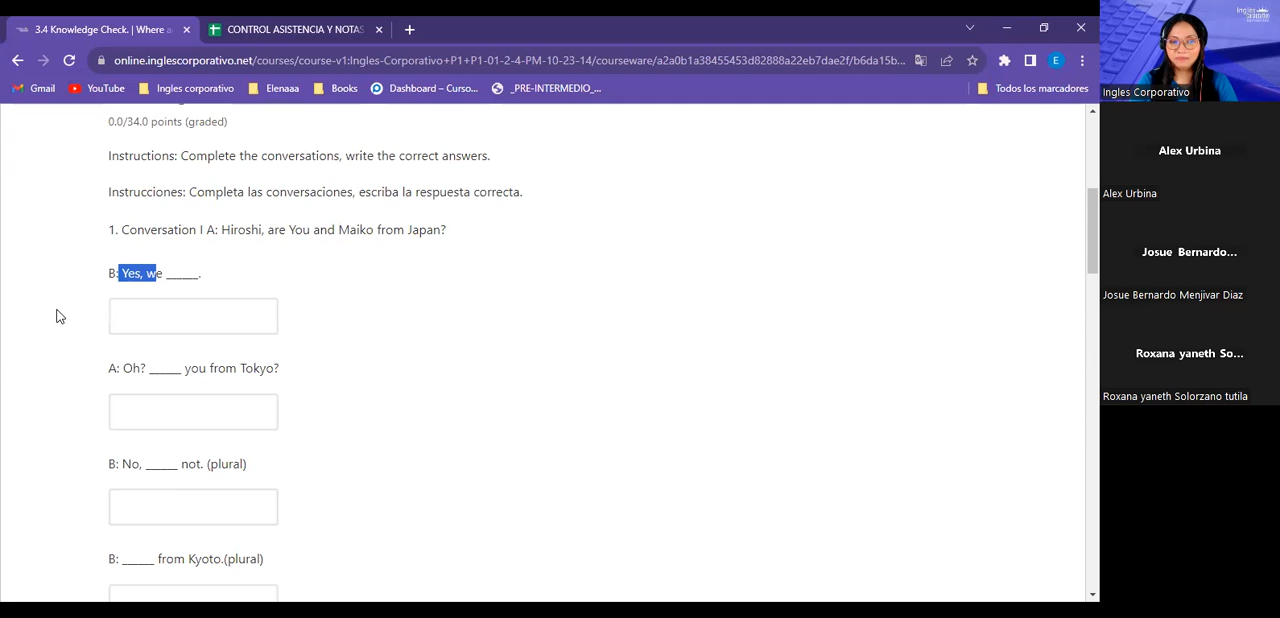 3.4 Knowledge Check. | Where a
CONTROL ASISTENCIA Y NOTAS
online.inglescorporativo.net/courses/course-v1:Ingles-Corporativo+P1+P1-01-2-4-PM-10-23-14/courseware/a2a0b1a38455453d82888a22eb7dae2f/b6da15b...
E
Gmail
YouTube
Ingles corporativo
Elenaaa
Books
Dashboard – Curso...
_PRE-INTERMEDIO_...
Todos los marcadores
0.0/34.0 points (graded)
Instructions: Complete the conversations, write the correct answers.
Instrucciones: Completa las conversaciones, escriba la respuesta correcta.
1. Conversation I A: Hiroshi, are You and Maiko from Japan?
B: Yes, we _____.
A: Oh? _____ you from Tokyo?
B: No, _____ not. (plural)
B: _____ from Kyoto.(plural)
Ingles Corporativo
Alex Urbina
Alex Urbina
Josue Bernardo...
Josue Bernardo Menjivar Diaz
Roxana yaneth So...
Roxana yaneth Solorzano tutila